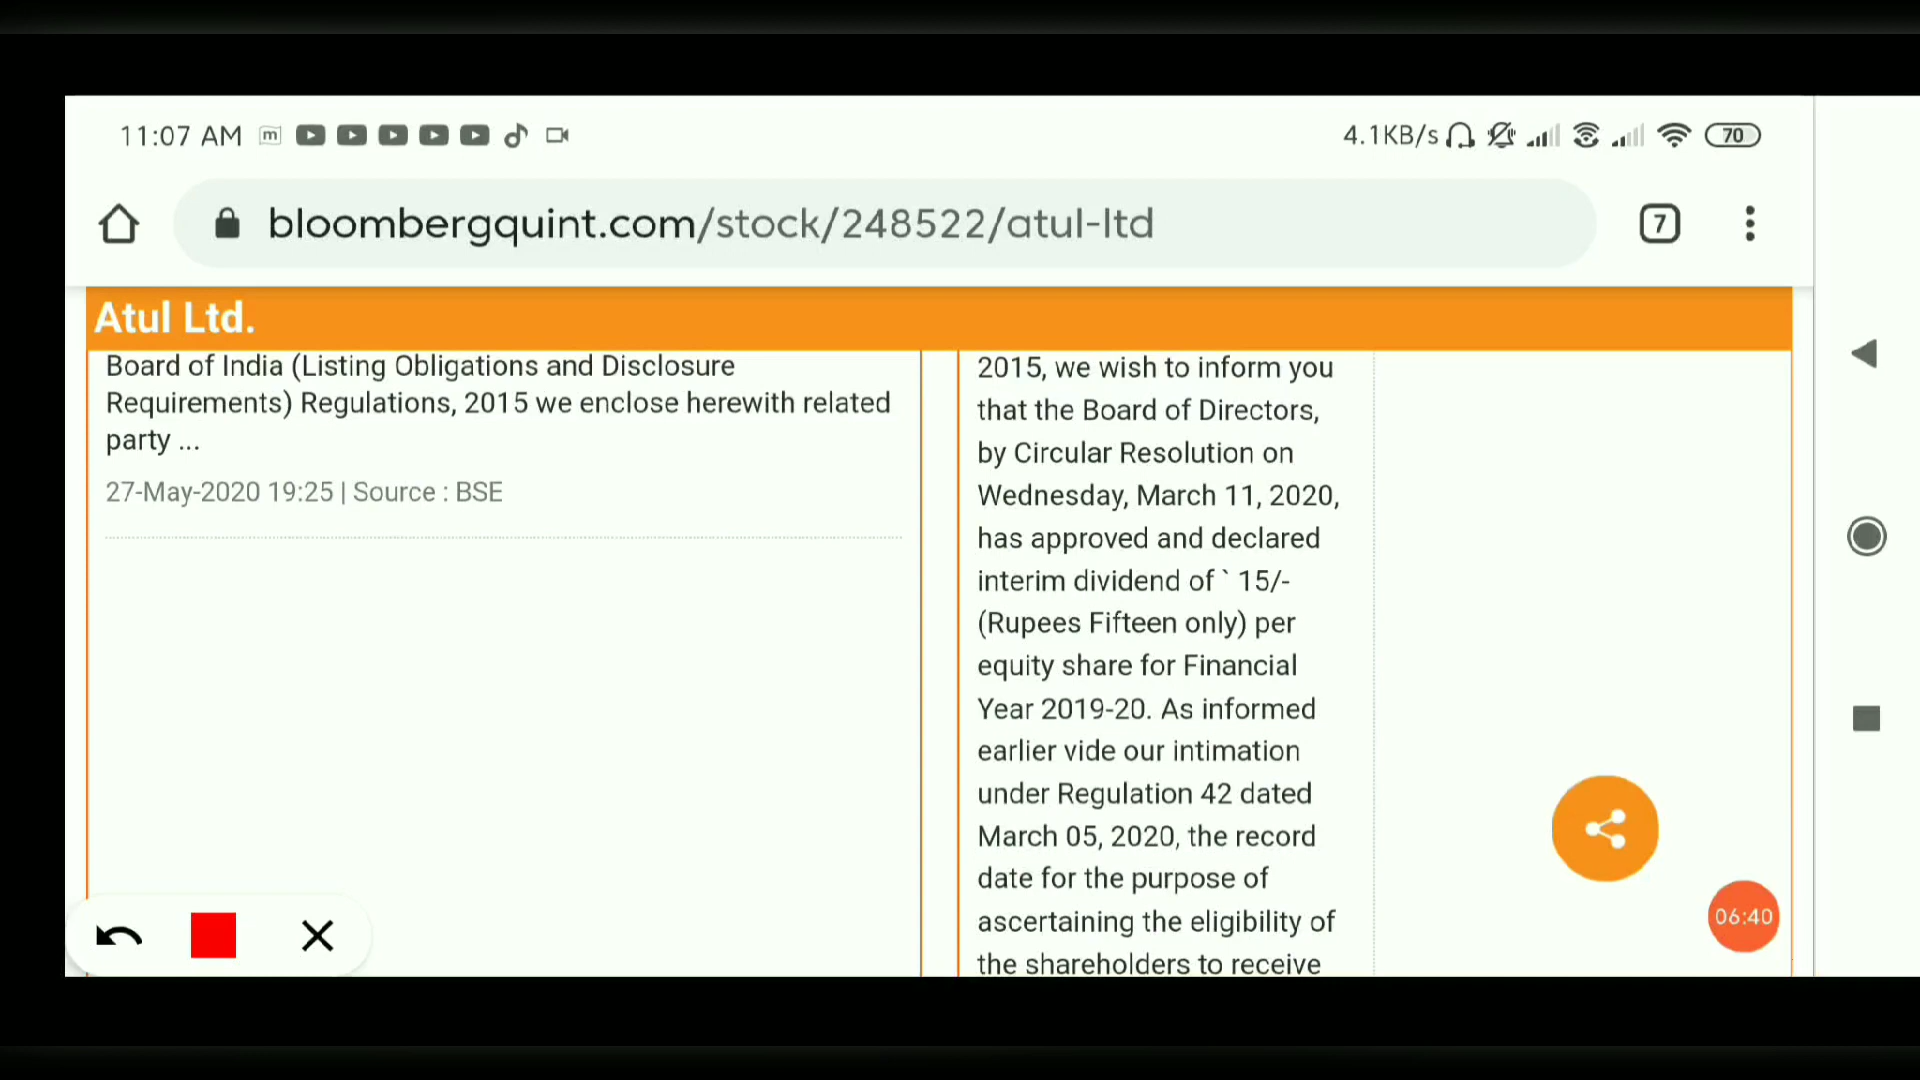 11:07 AM
4.1KB/s
70
bloombergquint.com/stock/248522/atul-ltd
7
Atul Ltd.
Board of India (Listing Obligations and Disclosure
Requirements) Regulations, 2015 we enclose herewith related
party ...
27-May-2020 19:25 | Source : BSE
2015, we wish to inform you
that the Board of Directors,
by Circular Resolution on
Wednesday, March 11, 2020,
has approved and declared
interim dividend of ` 15/-
(Rupees Fifteen only) per
equity share for Financial
Year 2019-20. As informed
earlier vide our intimation
under Regulation 42 dated
March 05, 2020, the record
date for the purpose of
ascertaining the eligibility of
the shareholders to receive
06:40